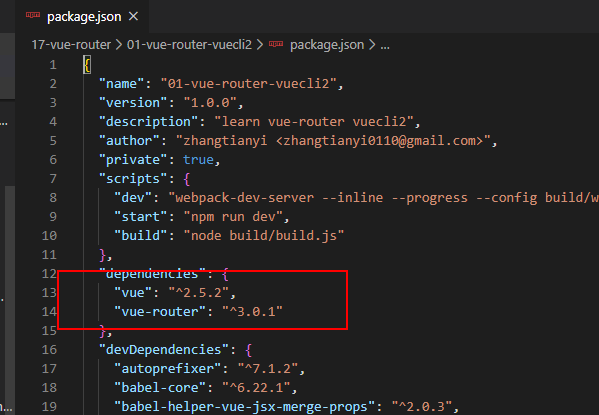 package.json ×
17-vue-router > 01-vue-router-vuecli2 > package.json > ...
1 {
2 "name": "01-vue-router-vuecli2",
3 "version": "1.0.0",
4 "description": "learn vue-router vuecli2",
5 "author": "zhangtianyi <zhangtianyi0110@gmail.com>",
6 "private": true,
7 "scripts": {
8 "dev": "webpack-dev-server --inline --progress --config build/w
9 "start": "npm run dev",
10 "build": "node build/build.js"
11 },
12 "dependencies": {
13 "vue": "^2.5.2",
14 "vue-router": "^3.0.1"
15 },
16 "devDependencies": {
17 "autoprefixer": "^7.1.2",
18 "babel-core": "^6.22.1",
19 "babel-helper-vue-jsx-merge-props": "^2.0.3",